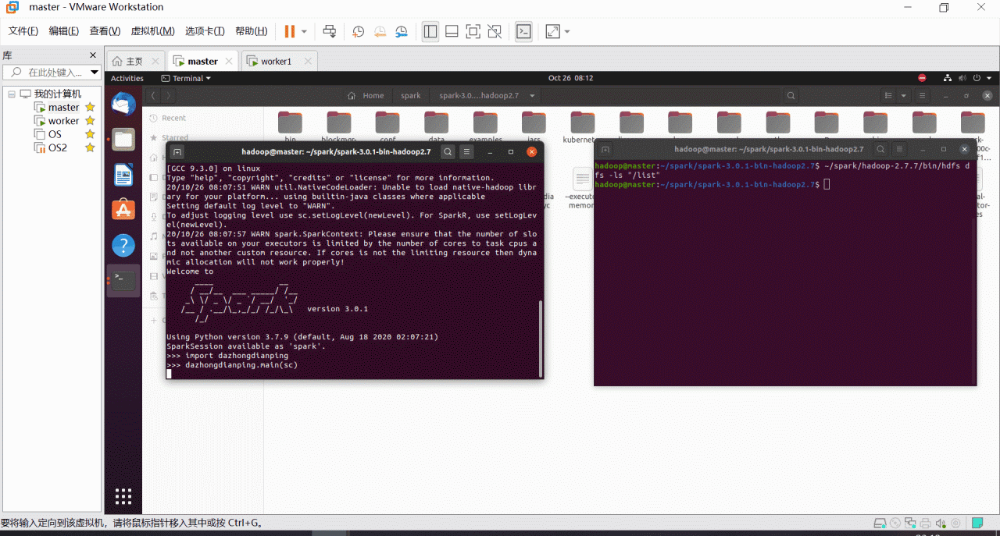 master - VMware Workstation
文件(F) 编辑(E) 查看(V) 虚拟机(M) 选项卡(T) 帮助(H)
库
在此处键入...
我的计算机
master
worker
OS
OS2
主页 master worker1
Activities Terminal Oct 26 08:12
Home spark spark-3.0....hadoop2.7
Recent
Starred
bin blockmgr- conf data examples jars kubernet
hadoop@master: ~/spark/spark-3.0.1-bin-hadoop2.7
[GCC 9.3.0] on linux
Type "help", "copyright", "credits" or "license" for more information.
20/10/26 08:07:51 WARN util.NativeCodeLoader: Unable to load native-hadoop libr
ary for your platform... using builtin-java classes where applicable
Setting default log level to "WARN".
To adjust logging level use sc.setLogLevel(newLevel). For SparkR, use setLogLev
el(newLevel).
20/10/26 08:07:57 WARN spark.SparkContext: Please ensure that the number of slo
ts available on your executors is limited by the number of cores to task cpus a
nd not another custom resource. If cores is not the limiting resource then dyna
mic allocation will not work properly!
Welcome to
version 3.0.1
Using Python version 3.7.9 (default, Aug 18 2020 02:07:21)
SparkSession available as 'spark'.
>>> import dazhongdianping
>>> dazhongdianping.main(sc)
hadoop@master: ~/spark/spark-3.0.1-bin-hadoop2.7
hadoop@master:~/spark/spark-3.0.1-bin-hadoop2.7$ ~/spark/hadoop-2.7.7/bin/hdfs d
fs -ls "/list"
hadoop@master:~/spark/spark-3.0.1-bin-hadoop2.7$
要将输入定向到该虚拟机，请将鼠标指针移入其中或按 Ctrl+G。